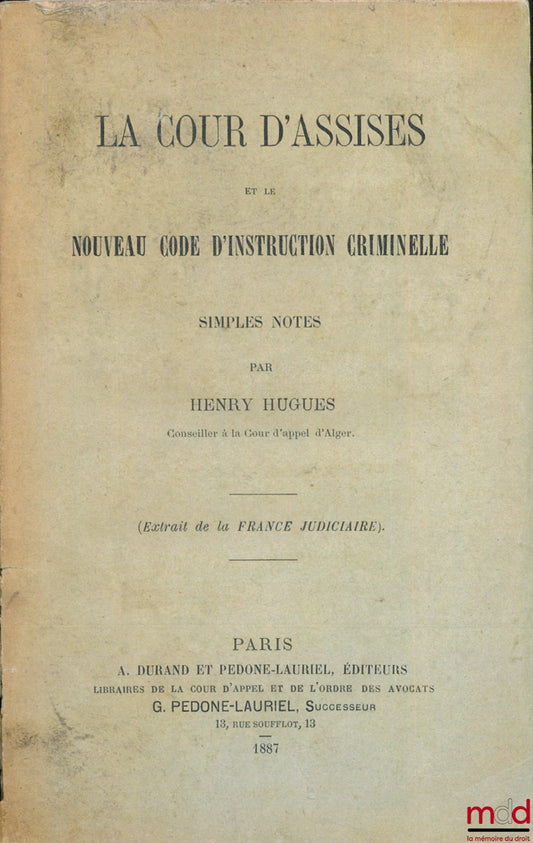 LA COUR D'ASSISES
ET LE
NOUVEAU CODE D'INSTRUCTION CRIMINELLE
SIMPLES NOTES
PAR
HENRY HUGUES
Conseiller à la Cour d'appel d'Alger.
(Extrait de la FRANCE JUDICIAIRE).
PARIS
A. DURAND ET PEDONE-LAURIEL, ÉDITEURS
LIBRAIRES DE LA COUR D'APPEL ET DE L'ORDRE DES AVOCATS
G. PEDONE-LAURIEL, SUCCESSEUR
13, RUE SOUFFLOT, 13
1887
mdd
la mémoire du droit